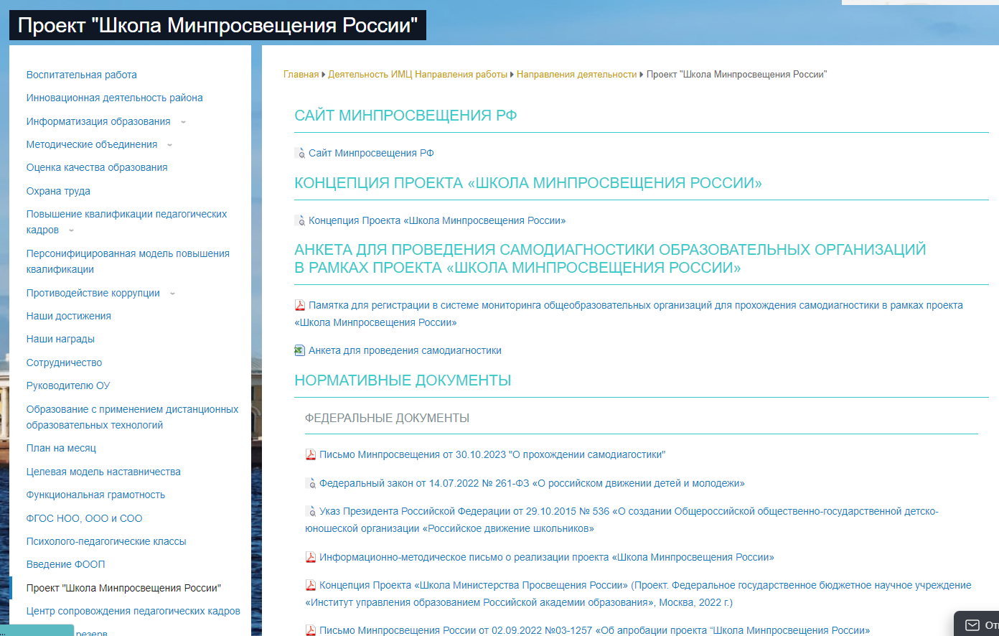 Проект "Школа Минпросвещения России"
Воспитательная работа
Инновационная деятельность района
Информатизация образования
Методические объединения
Оценка качества образования
Охрана труда
Повышение квалификации педагогических
кадров
Персонифицированная модель повышения
квалификации
Противодействие коррупции
Наши достижения
Наши награды
Сотрудничество
Руководителю ОУ
Образование с применением дистанционных
образовательных технологий
План на месяц
Целевая модель наставничества
Функциональная грамотность
ФГОС НОО, ООО и СОО
Психолого-педагогические классы
Введение ФООП
Проект "Школа Минпросвещения России"
Центр сопровождения педагогических кадров
резерв
Главная Деятельность ИМЦ Направления работы Направления деятельности Проект "Школа Минпросвещения России"
САЙТ МИНПРОСВЕЩЕНИЯ РФ
Сайт Минпросвещения РФ
КОНЦЕПЦИЯ ПРОЕКТА «ШКОЛА МИНПРОСВЕЩЕНИЯ РОССИИ»
Концепция Проекта «Школа Минпросвещения России»
АНКЕТА ДЛЯ ПРОВЕДЕНИЯ САМОДИАГНОСТИКИ ОБРАЗОВАТЕЛЬНЫХ ОРГАНИЗАЦИЙ
В РАМКАХ ПРОЕКТА «ШКОЛА МИНПРОСВЕЩЕНИЯ РОССИИ»
Памятка для регистрации в системе мониторинга общеобразовательных организаций для прохождения самодиагностики в рамках проекта
«Школа Минпросвещения России»
Анкета для проведения самодиагностики
НОРМАТИВНЫЕ ДОКУМЕНТЫ
ФЕДЕРАЛЬНЫЕ ДОКУМЕНТЫ
Письмо Минпросвещения от 30.10.2023 "О прохождении самодиагостики"
Федеральный закон от 14.07.2022 № 261-ФЗ «О российском движении детей и молодежи»
Указ Президента Российской Федерации от 29.10.2015 № 536 «О создании Общероссийской общественно-государственной детско-
юношеской организации «Российское движение школьников»
Информационно-методическое письмо о реализации проекта «Школа Минпросвещения России»
Концепция Проекта «Школа Министерства Просвещения России» (Проект. Федеральное государственное бюджетное научное учреждение
«Институт управления образованием Российской академии образования», Москва, 2022 г.)
Письмо Минпросвещения России от 02.09.2022 №03-1257 «Об апробации проекта “Школа Минпросвещения России»
От